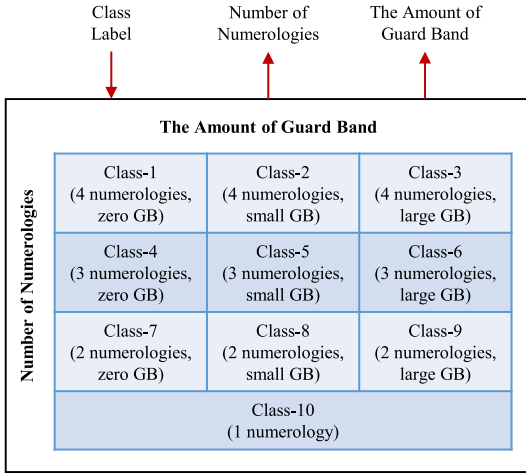 Class
Label
Number of
Numerologies
The Amount of
Guard Band
The Amount of Guard Band
Number of Numerologies
Class-1
(4 numerologies,
zero GB)
Class-2
(4 numerologies,
small GB)
Class-3
(4 numerologies,
large GB)
Class-4
(3 numerologies,
zero GB)
Class-5
(3 numerologies,
small GB)
Class-6
(3 numerologies,
large GB)
Class-7
(2 numerologies,
zero GB)
Class-8
(2 numerologies,
small GB)
Class-9
(2 numerologies,
large GB)
Class-10
(1 numerology)